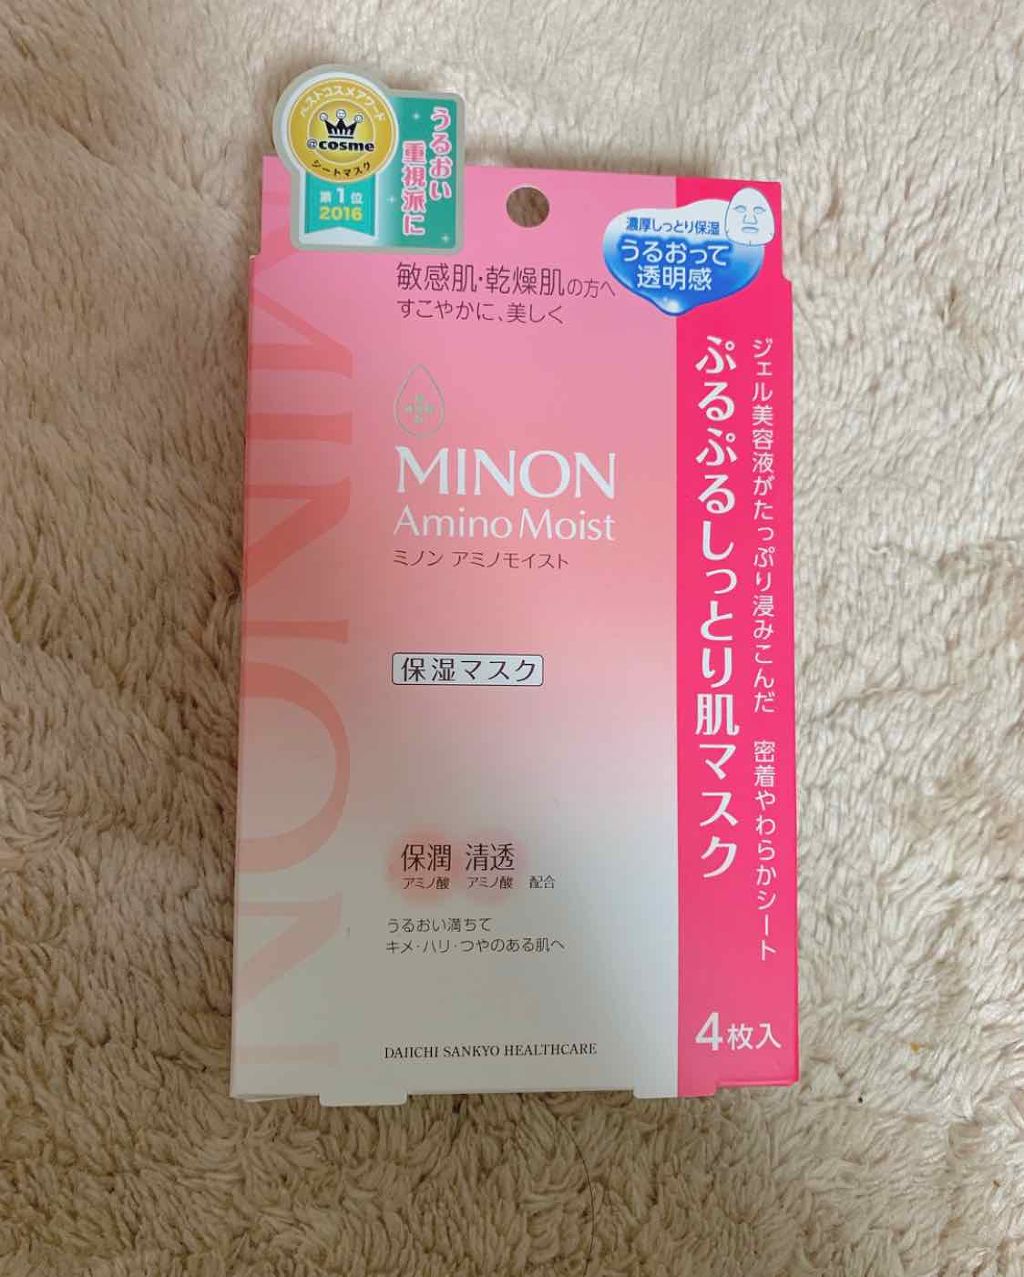 ベストコスメアワード
@cosme
シートマスク
第1位
2016
うるおい
重視派に
濃厚しっとり保湿
うるおって
透明感
敏感肌・乾燥肌の方へ
すこやかに、美しく
MINON
MINON
Amino Moist
ミノン アミノモイスト
保湿マスク
保潤 清透
アミノ酸 アミノ酸 配合
うるおい満ちて
キメ・ハリ・つやのある肌へ
DAIICHI SANKYO HEALTHCARE
ジェル美容液がたっぷり浸みこんだ 密着やわらかシート
ぷるぷるしっとり肌マスク
4枚入